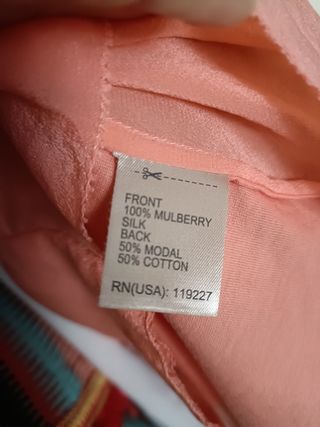 FRONT
100% MULBERRY
SILK
BACK
50% MODAL
50% COTTON
RN(USA): 119227